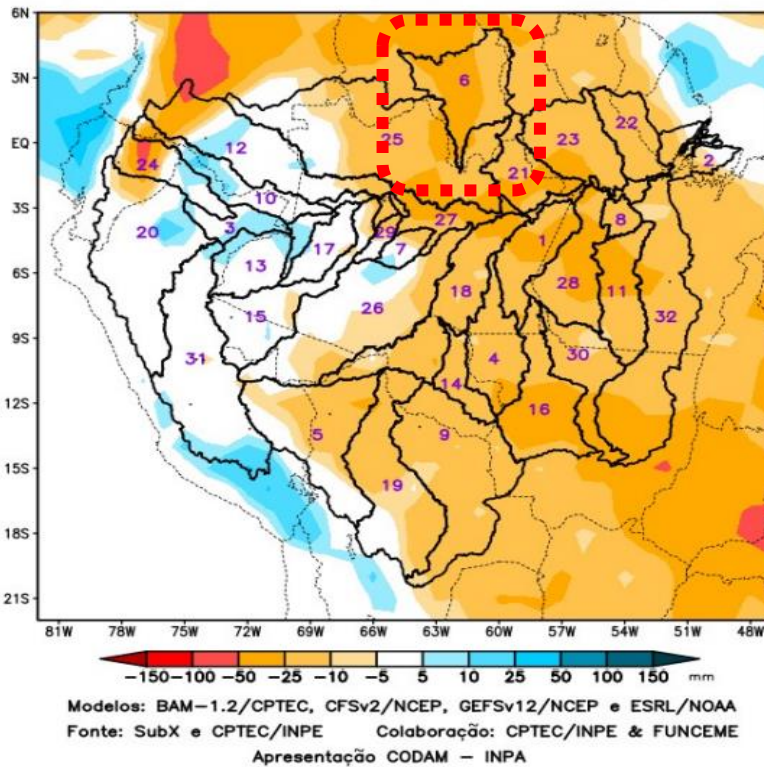 6N
3N
EQ
3S
6S
9S
12S
15S
18S
21S
6
25
12
24
23
22
21
2
10
3
20
13
17
29
7
27
1
8
28
11
32
15
26
18
31
14
4
30
16
5
9
19
81W 78W 75W 72W 69W 66W 63W 60W 57W 54W 51W 48W
-150 -100 -50 -25 -10 -5 5 10 25 50 100 150 mm
Modelos: BAM-1.2/CPTEC, CFSv2/NCEP, GEFSv12/NCEP e ESRL/NOAA
Fonte: SubX e CPTEC/INPE Colaboração: CPTEC/INPE & FUNCEME
Apresentação CODAM - INPA